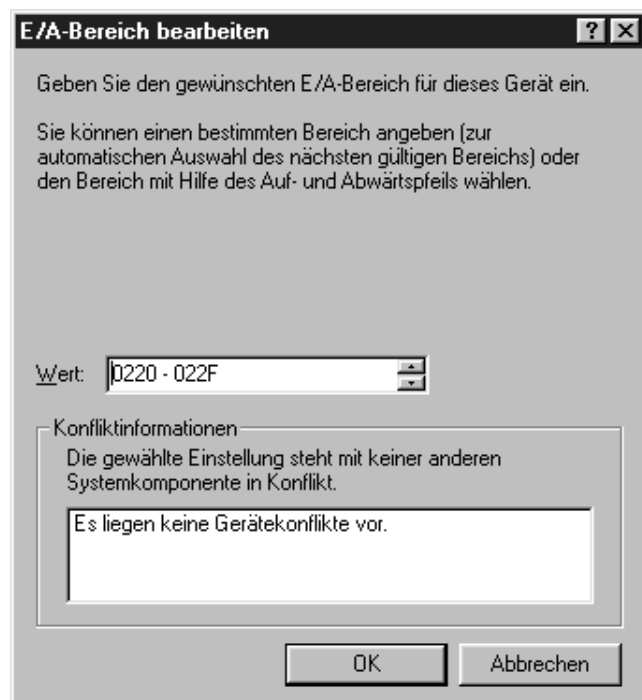 E/A-Bereich bearbeiten
Geben Sie den gewünschten E/A-Bereich für dieses Gerät ein.
Sie können einen bestimmten Bereich angeben (zur
automatischen Auswahl des nächsten gültigen Bereichs) oder
den Bereich mit Hilfe des Auf- und Abwärtspfeils wählen.
Wert: 0220 - 022F
Konfliktinformationen
Die gewählte Einstellung steht mit keiner anderen
Systemkomponente in Konflikt.
Es liegen keine Gerätekonflikte vor.
OK Abbrechen